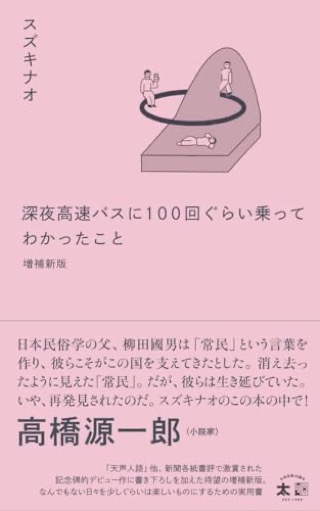 スズキナオ
深夜高速バスに100回ぐらい乗って
わかったこと
増補新版
日本民俗学の父、柳田國男は「常民」という言葉を
作り、彼らこそがこの国を支えてきたとした。消え去っ
たように見えた「常民」。だが、彼らは生き延びていた。
いや、再発見されたのだ。スズキナオのこの本の中で!
高橋源一郎(小説家)
「天声人語」他、新聞各紙書評で激賞された
記念碑的デビュー作に書き下ろしを加えた待望の増補新版。
なんでもない日々を少しぐらいは楽しいものにするための実用書
太